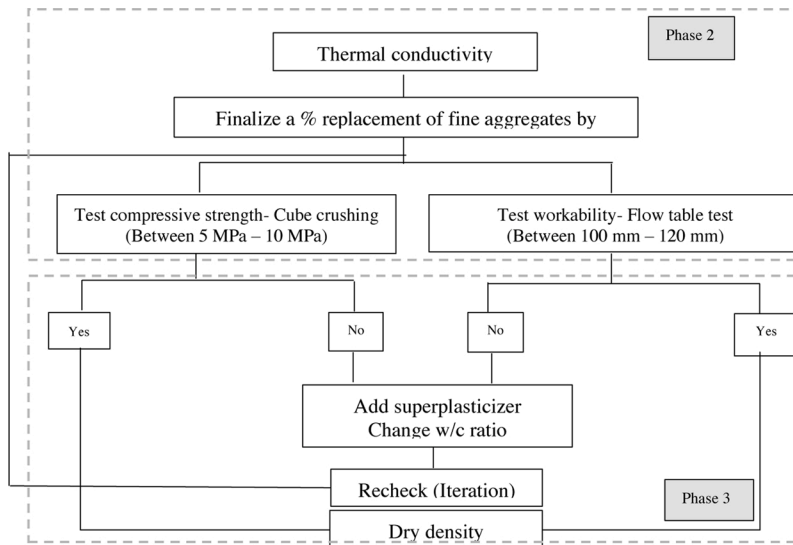 Phase 2
Thermal conductivity
Finalize a % replacement of fine aggregates by
Test compressive strength- Cube crushing
(Between 5 MPa – 10 MPa)
Test workability- Flow table test
(Between 100 mm – 120 mm)
Yes
No
No
Yes
Add superplasticizer
Change w/c ratio
Recheck (Iteration)
Phase 3
Dry density